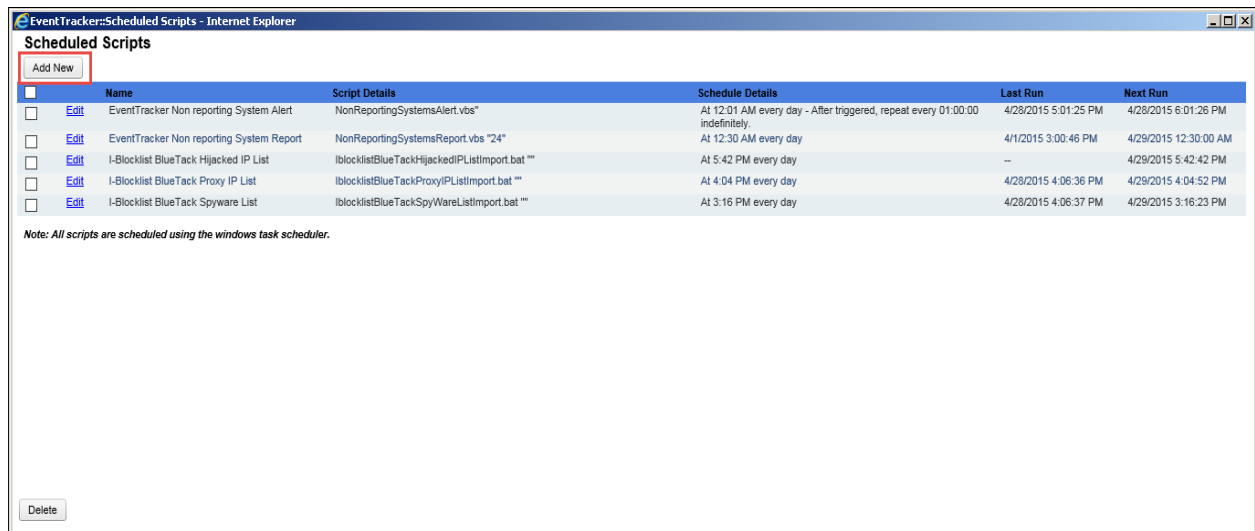 EventTracker::Scheduled Scripts - Internet Explorer
Scheduled Scripts
Add New
Name Script Details Schedule Details Last Run Next Run
Edit EventTracker Non reporting System Alert NonReportingSystemsAlert.vbs" At 12:01 AM every day - After triggered, repeat every 01:00:00 4/28/2015 5:01:25 PM 4/28/2015 6:01:26 PM
indefinitely.
Edit EventTracker Non reporting System Report NonReportingSystemsReport.vbs "24" At 12:30 AM every day 4/1/2015 3:00:46 PM 4/29/2015 12:30:00 AM
Edit I-Blocklist BlueTack Hijacked IP List IblocklistBlueTackHijackedIPListImport.bat "" At 5:42 PM every day -- 4/29/2015 5:42:42 PM
Edit I-Blocklist BlueTack Proxy IP List IblocklistBlueTackProxyIPListImport.bat "" At 4:04 PM every day 4/28/2015 4:06:36 PM 4/29/2015 4:04:52 PM
Edit I-Blocklist BlueTack Spyware List IblocklistBlueTackSpyWareListImport.bat "" At 3:16 PM every day 4/28/2015 4:06:37 PM 4/29/2015 3:16:23 PM
Note: All scripts are scheduled using the windows task scheduler.
Delete